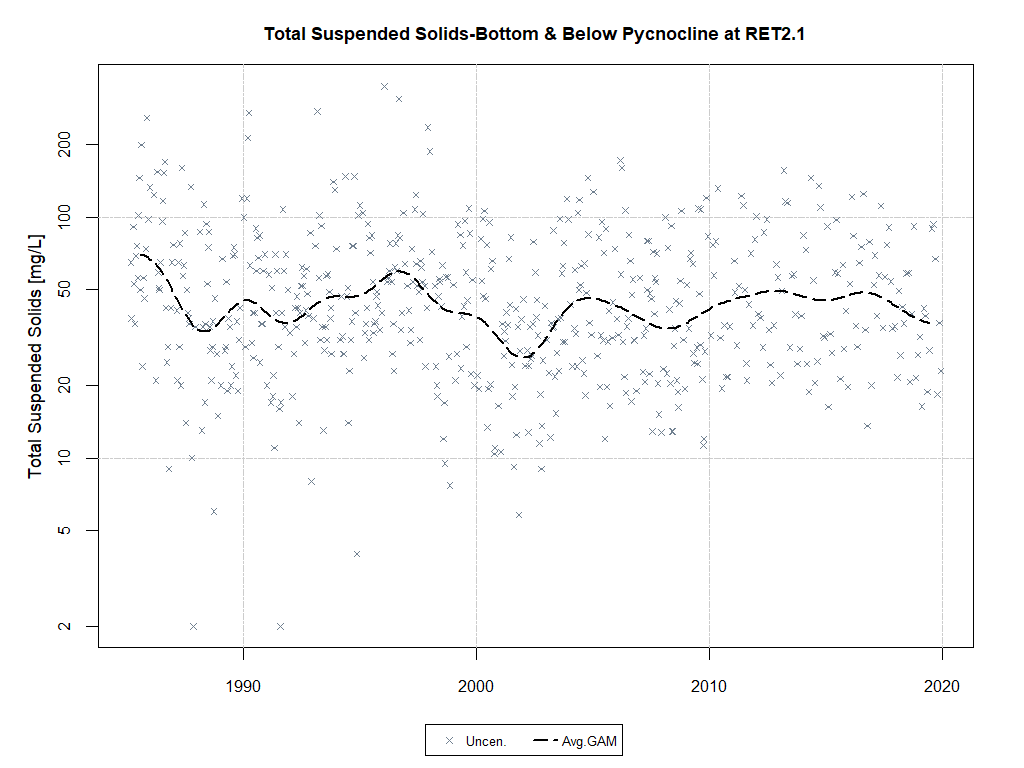 Total Suspended Solids-Bottom & Below Pycnocline at RET2.1
Total Suspended Solids [mg/L]
200
100
50
20
10
5
2
1990 2000 2010 2020
Uncen. Avg.GAM